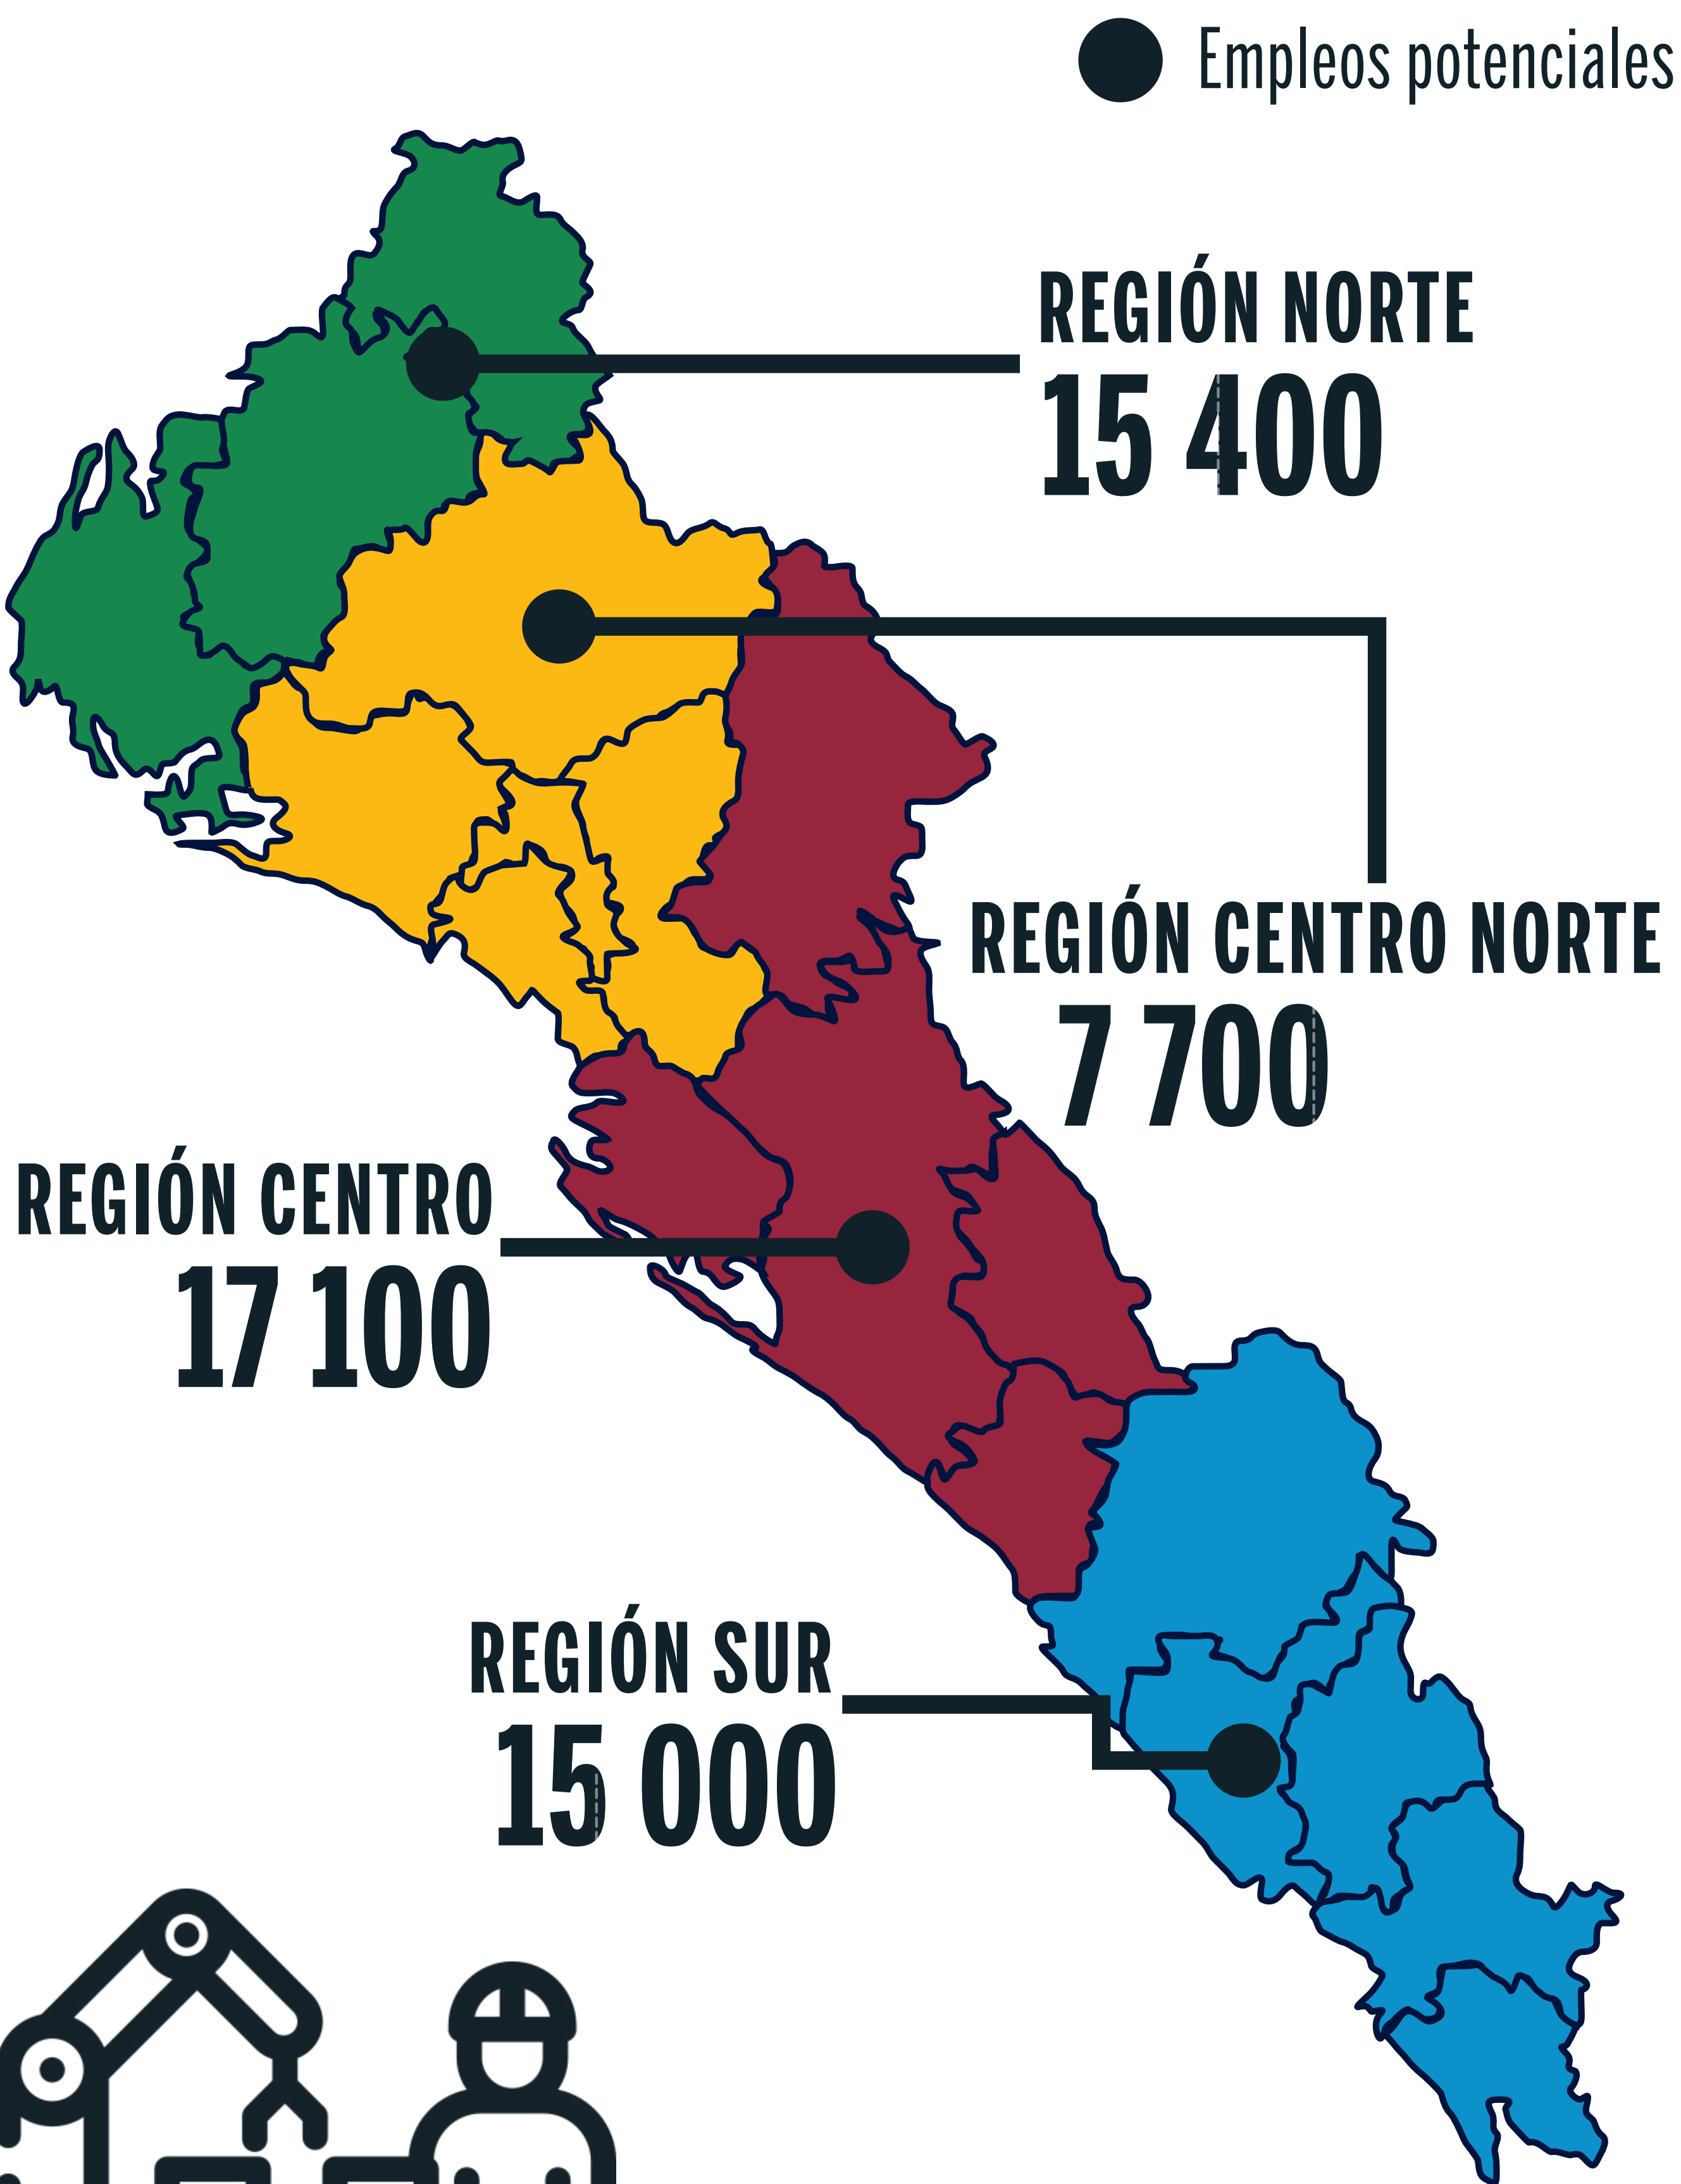 Empleos potenciales
REGIÓN NORTE
15 400
REGIÓN CENTRO NORTE
7 700
REGIÓN CENTRO
17 100
REGIÓN SUR
15 000